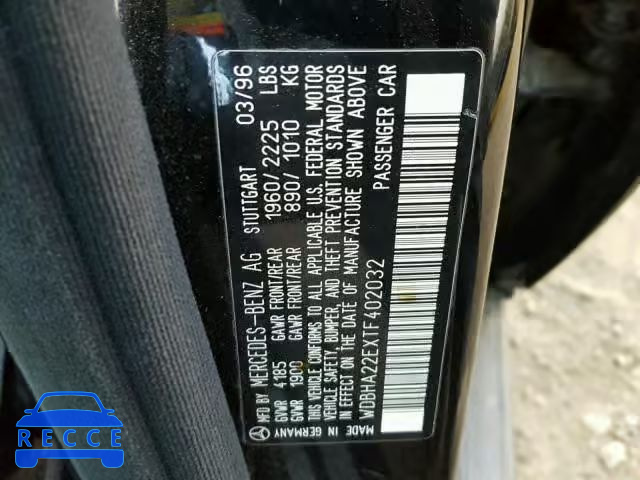 MFD BY MERCEDES-BENZ AG STUTTGART 03/96
GVWR 4185 GAWR FRONT/REAR 1960/2225 LBS
GVWR 1900 GAWR FRONT/REAR 890/1010 KG
THIS VEHICLE CONFORMS TO ALL APPLICABLE U.S. FEDERAL MOTOR
VEHICLE SAFETY, BUMPER, AND THEFT PREVENTION STANDARDS
IN EFFECT ON THE DATE OF MANUFACTURE SHOWN ABOVE
WDBHA22EXTF402032 PASSENGER CAR
MADE IN GERMANY
AUTOBIDMASTER